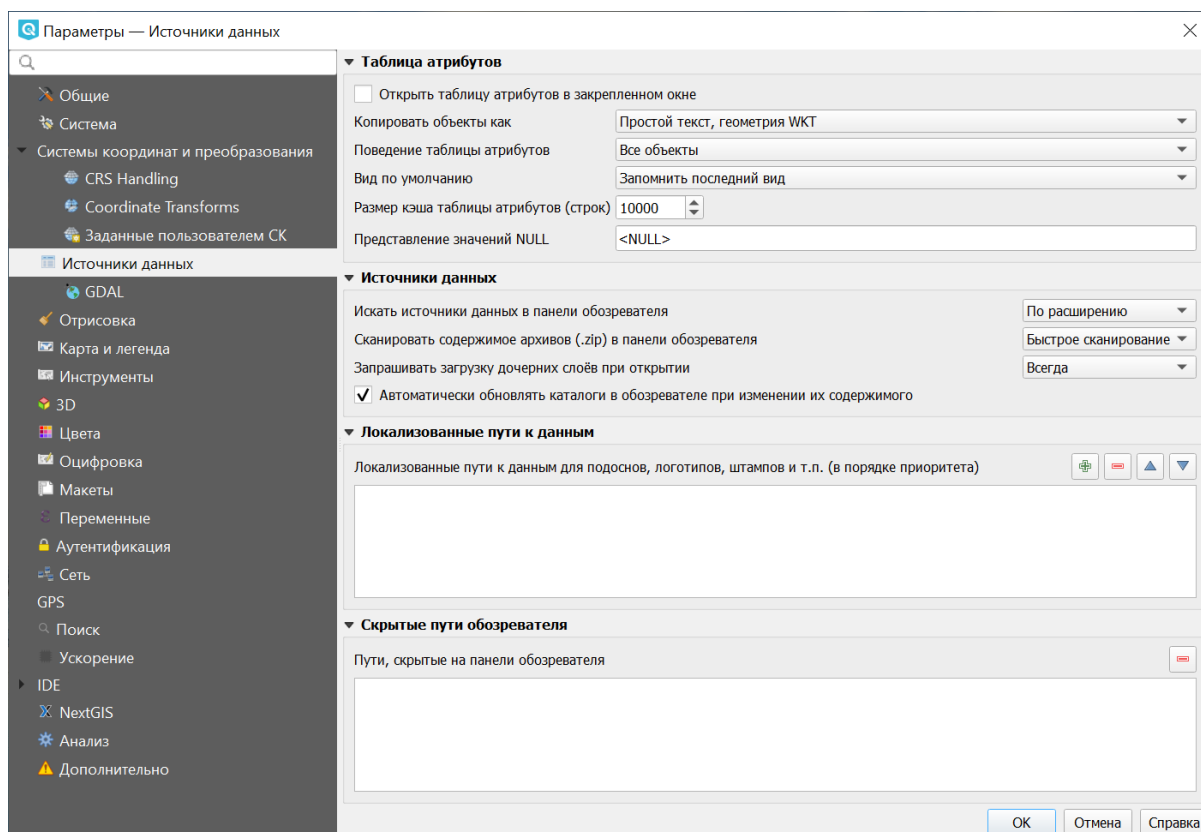 Параметры — Источники данных
Общие
Система
Системы координат и преобразования
CRS Handling
Coordinate Transforms
Заданные пользователем СК
Источники данных
GDAL
Отрисовка
Карта и легенда
Инструменты
3D
Цвета
Оцифровка
Макеты
Переменные
Аутентификация
Сеть
GPS
Поиск
Ускорение
IDE
NextGIS
Анализ
Дополнительно
Таблица атрибутов
Открыть таблицу атрибутов в закрепленном окне
Копировать объекты как Простой текст, геометрия WKT
Поведение таблицы атрибутов Все объекты
Вид по умолчанию Запомнить последний вид
Размер кэша таблицы атрибутов (строк) 10000
Представление значений NULL <NULL>
Источники данных
Искать источники данных в панели обозревателя По расширению
Сканировать содержимое архивов (.zip) в панели обозревателя Быстрое сканирование
Запрашивать загрузку дочерних слоёв при открытии Всегда
Автоматически обновлять каталоги в обозревателе при изменении их содержимого
Локализованные пути к данным
Локализованные пути к данным для подоснов, логотипов, штампов и т.п. (в порядке приоритета)
Скрытые пути обозревателя
Пути, скрытые на панели обозревателя
OK Отмена Справка